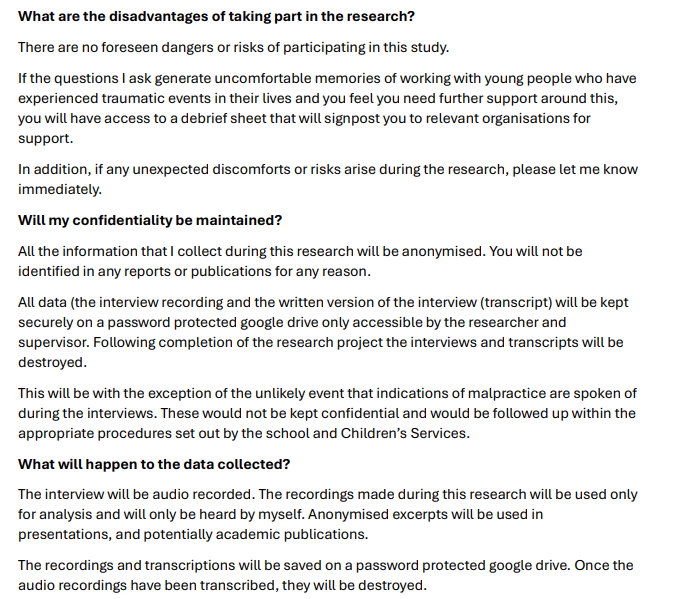 What are the disadvantages of taking part in the research?
There are no foreseen dangers or risks of participating in this study.
If the questions I ask generate uncomfortable memories of working with young people who have
experienced traumatic events in their lives and you feel you need further support around this,
you will have access to a debrief sheet that will signpost you to relevant organisations for
support.
In addition, if any unexpected discomforts or risks arise during the research, please let me know
immediately.
Will my confidentiality be maintained?
All the information that I collect during this research will be anonymised. You will not be
identified in any reports or publications for any reason.
All data (the interview recording and the written version of the interview (transcript) will be kept
securely on a password protected google drive only accessible by the researcher and
supervisor. Following completion of the research project the interviews and transcripts will be
destroyed.
This will be with the exception of the unlikely event that indications of malpractice are spoken of
during the interviews. These would not be kept confidential and would be followed up within the
appropriate procedures set out by the school and Children’s Services.
What will happen to the data collected?
The interview will be audio recorded. The recordings made during this research will be used only
for analysis and will only be heard by myself. Anonymised excerpts will be used in
presentations, and potentially academic publications.
The recordings and transcriptions will be saved on a password protected google drive. Once the
audio recordings have been transcribed, they will be destroyed.